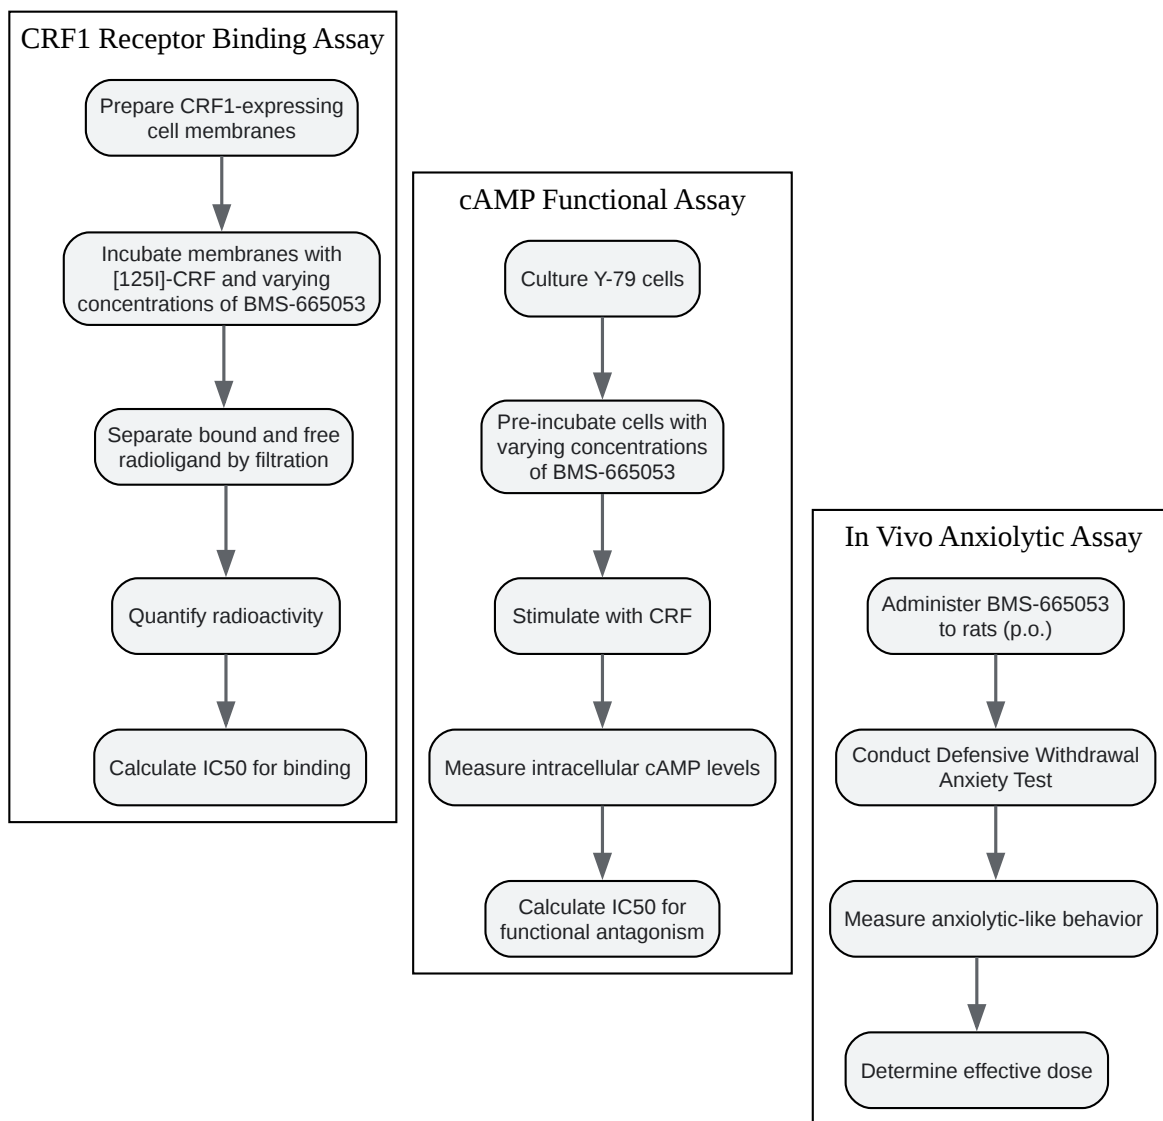 CRF1 Receptor Binding Assay
Prepare CRF1-expressing
cell membranes
Incubate membranes with
[125I]-CRF and varying
concentrations of BMS-665053
Separate bound and free
radioligand by filtration
Quantify radioactivity
Calculate IC50 for binding
cAMP Functional Assay
Culture Y-79 cells
Pre-incubate cells with
varying concentrations
of BMS-665053
Stimulate with CRF
Measure intracellular cAMP levels
Calculate IC50 for
functional antagonism
In Vivo Anxiolytic Assay
Administer BMS-665053
to rats (p.o.)
Conduct Defensive Withdrawal
Anxiety Test
Measure anxiolytic-like behavior
Determine effective dose